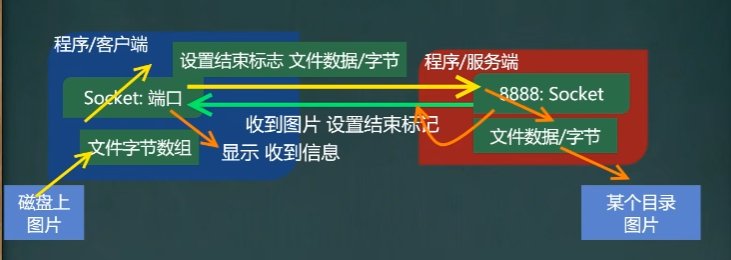 程序/客户端
设置结束标志 文件数据/字节
程序/服务端
Socket: 端口
8888: Socket
收到图片 设置结束标记
文件数据/字节
文件字节数组
显示 收到信息
磁盘上
图片
某个目录
图片